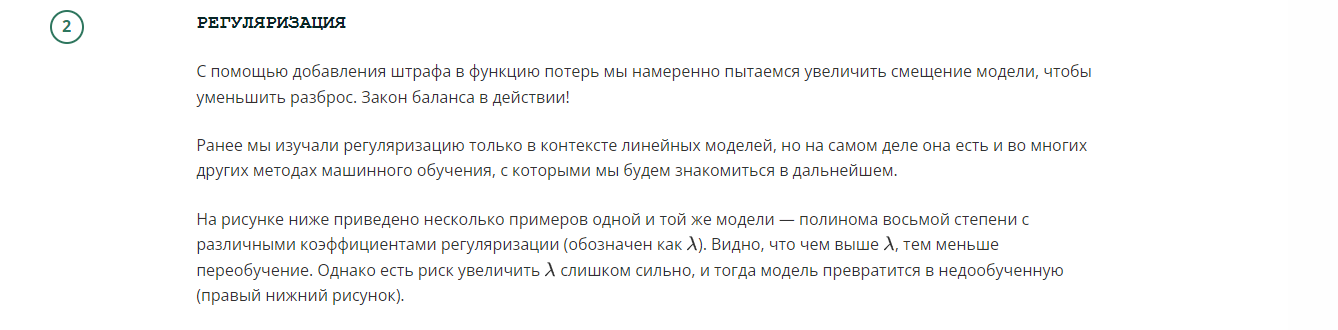 2
РЕГУЛЯРИЗАЦИЯ
С помощью добавления штрафа в функцию потерь мы намеренно пытаемся увеличить смещение модели, чтобы
уменьшить разброс. Закон баланса в действии!
Ранее мы изучали регуляризацию только в контексте линейных моделей, но на самом деле она есть и во многих
других методах машинного обучения, с которыми мы будем знакомиться в дальнейшем.
На рисунке ниже приведено несколько примеров одной и той же модели — полинома восьмой степени с
различными коэффициентами регуляризации (обозначен как λ). Видно, что чем выше λ, тем меньше
переобучение. Однако есть риск увеличить λ слишком сильно, и тогда модель превратится в недообученную
(правый нижний рисунок).